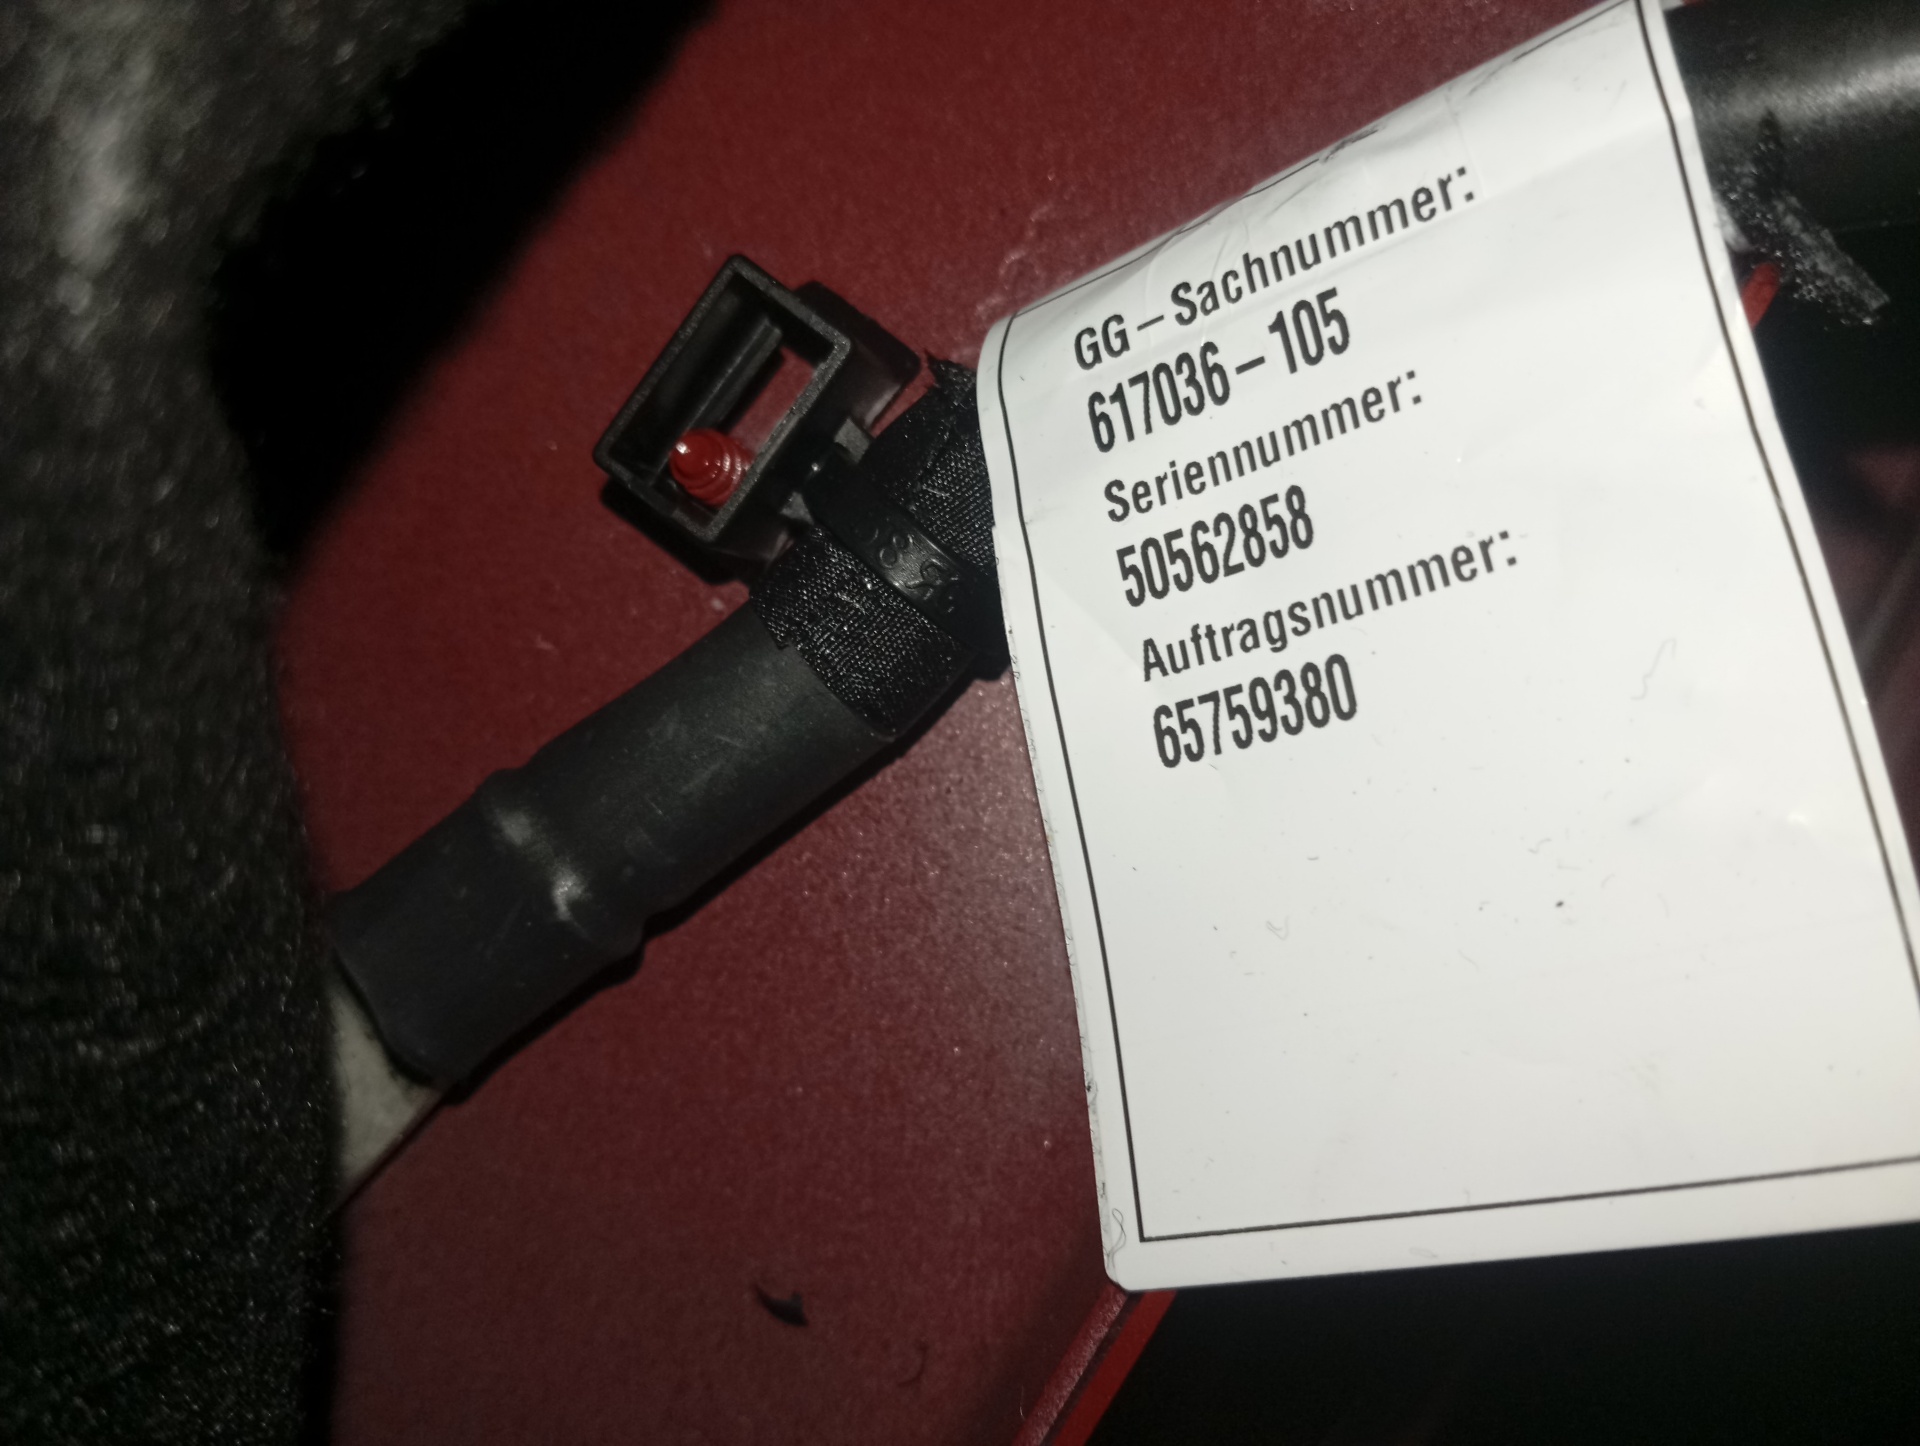 GG – Sachnummer:
617036 – 105
Seriennummer:
50562858
Auftragsnummer:
65759380